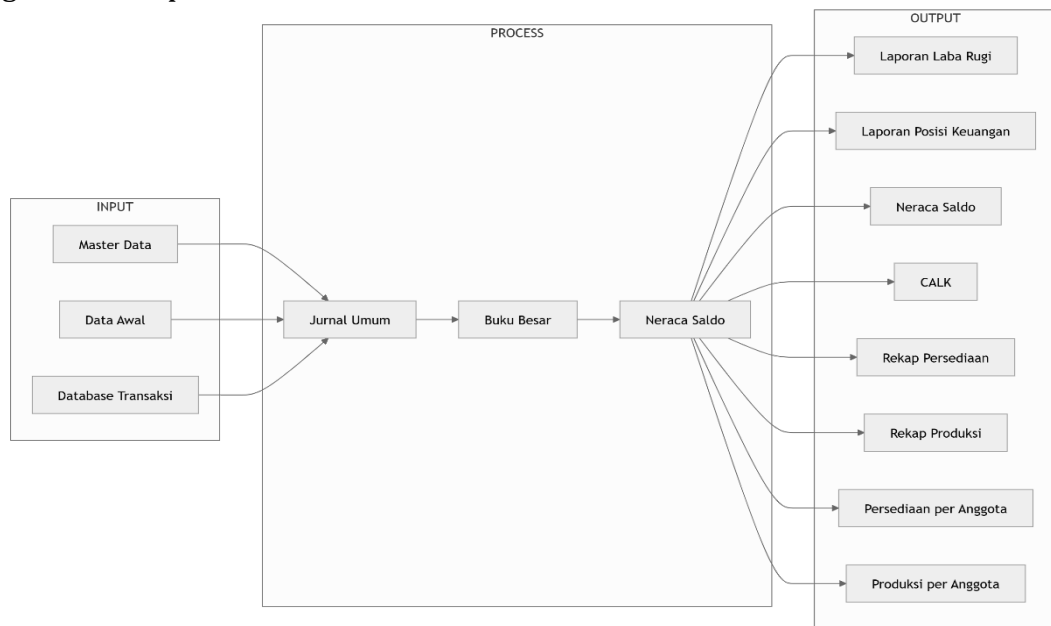 INPUT
Master Data
Data Awal
Database Transaksi
PROCESS
Jurnal Umum
Buku Besar
Neraca Saldo
OUTPUT
Laporan Laba Rugi
Laporan Posisi Keuangan
Neraca Saldo
CALK
Rekap Persediaan
Rekap Produksi
Persediaan per Anggota
Produksi per Anggota